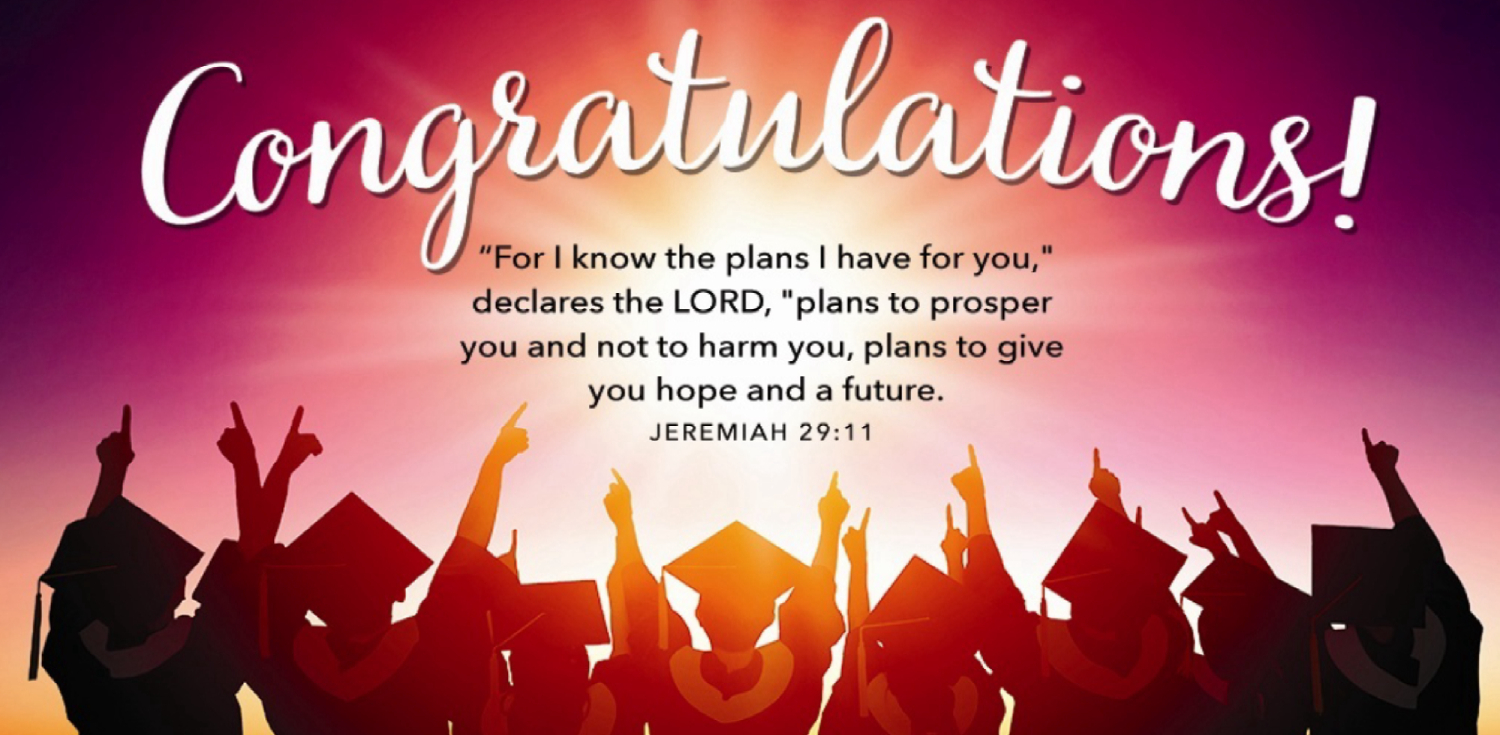 Congratulations!
“For I know the plans I have for you,"
declares the LORD, "plans to prosper
you and not to harm you, plans to give
you hope and a future.
JEREMIAH 29:11